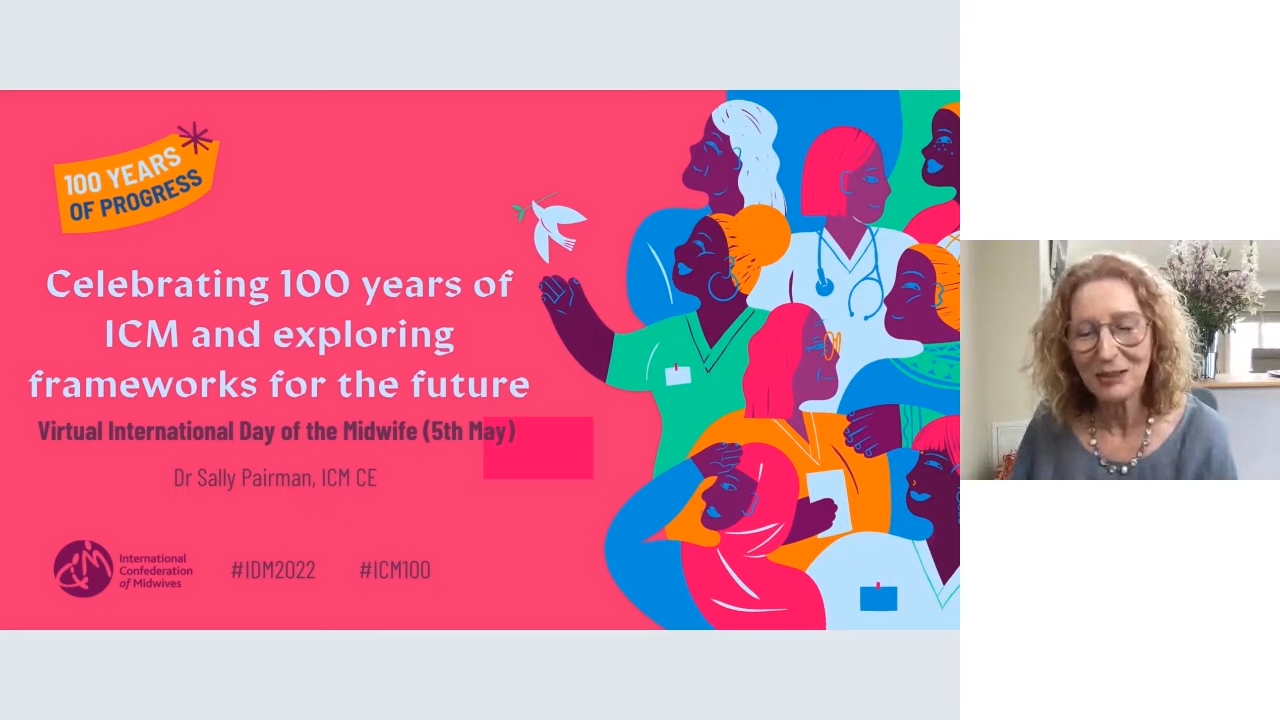 100 YEARS
OF PROGRESS
Celebrating 100 years of
ICM and exploring
frameworks for the future
Virtual International Day of the Midwife (5th May)
Dr Sally Pairman, ICM CE
International
Confederation
of Midwives
#IDM2022
#ICM100